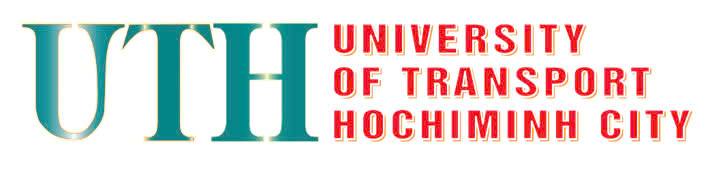 UTH
UNIVERSITY
OF TRANSPORT
HOCHIMINH CITY